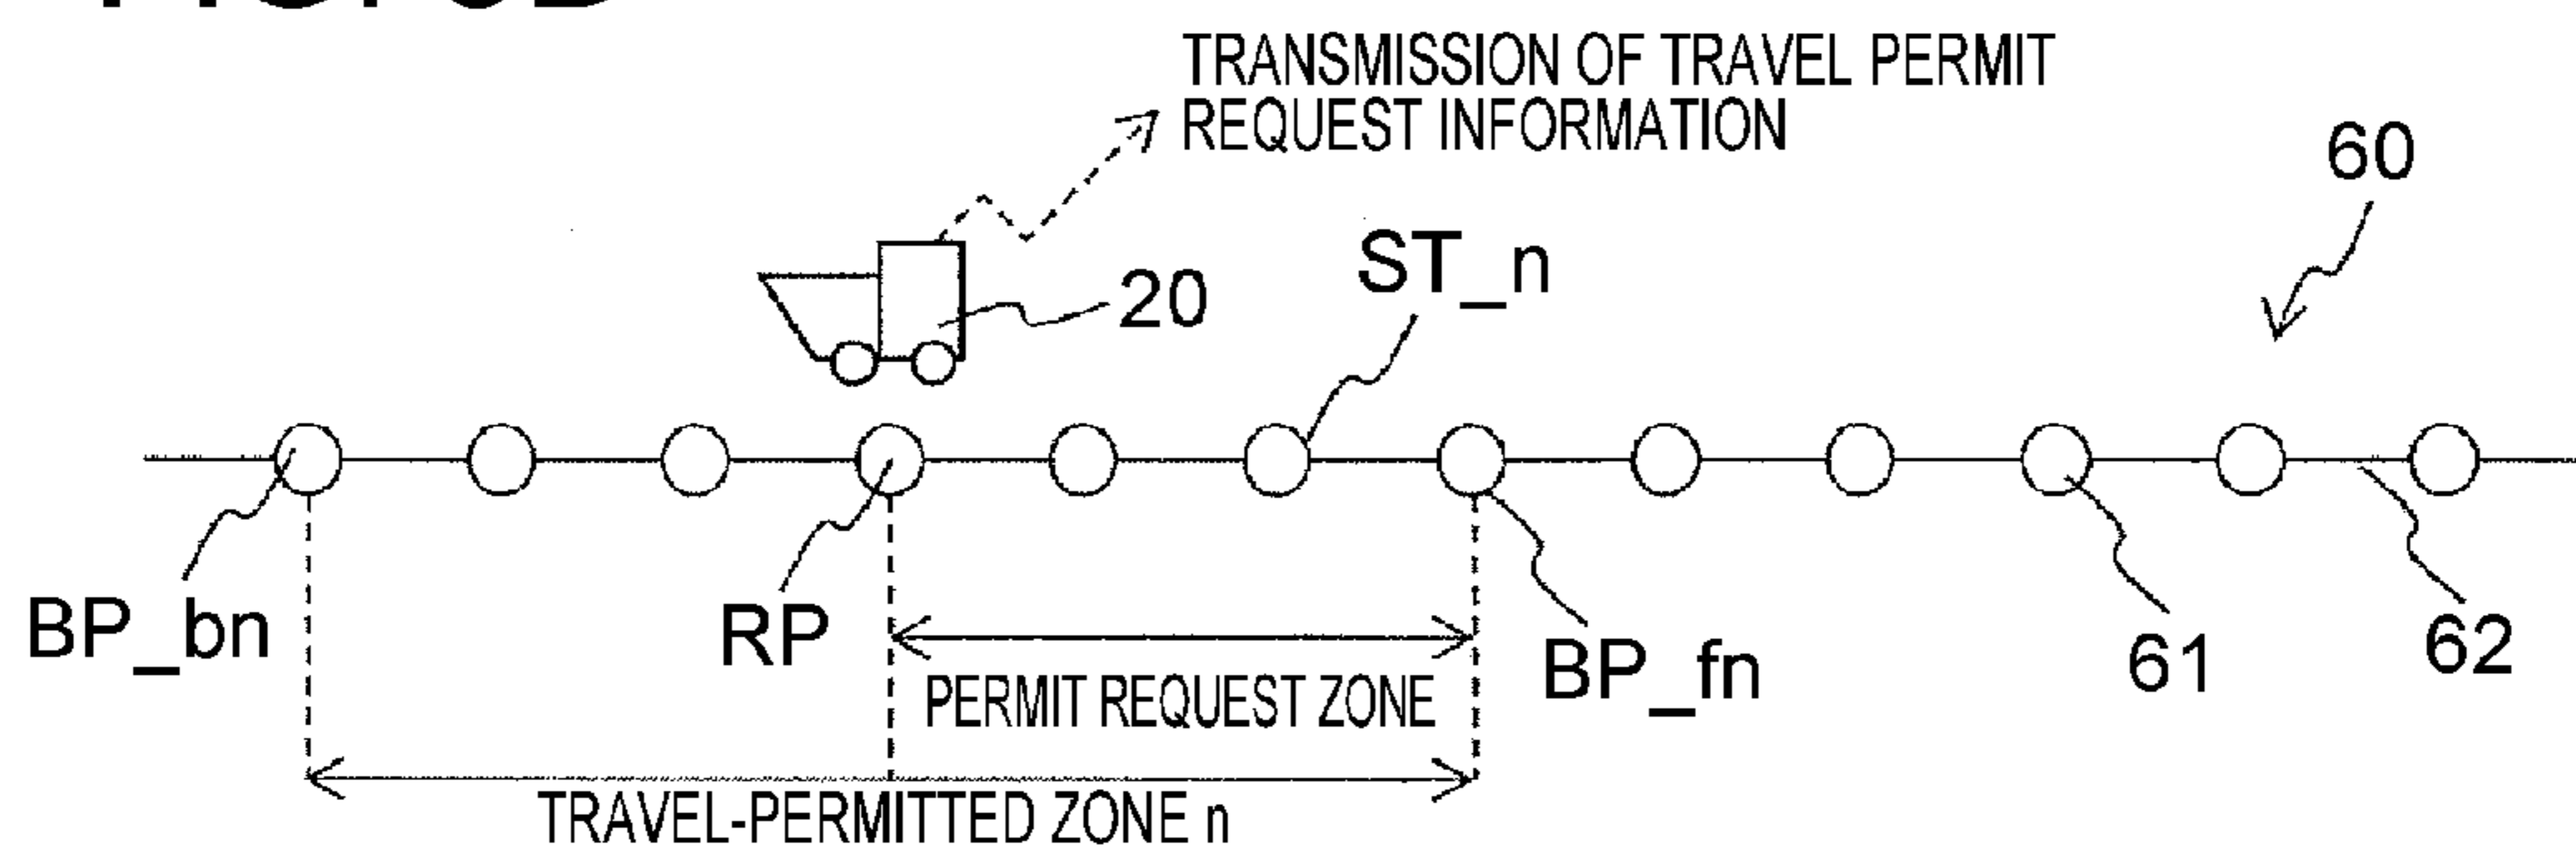 TRANSMISSION OF TRAVEL PERMIT
REQUEST INFORMATION
60
20
ST_n
BP_bn
RP
BP_fn
61
62
PERMIT REQUEST ZONE
TRAVEL-PERMITTED ZONE n